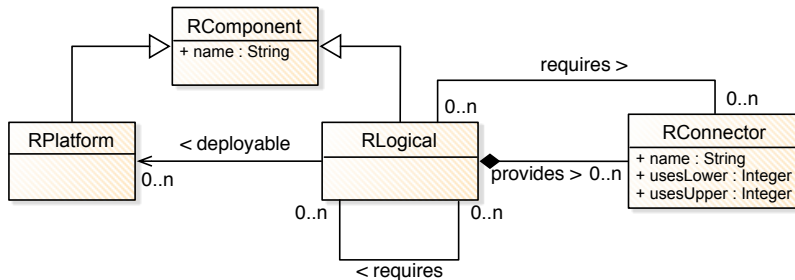 RComponent
+ name : String
requires >
0..n
0..n
RPlatform
< deployable
0..n
RLogical
provides > 0..n
RConnector
+ name : String
+ usesLower : Integer
+ usesUpper : Integer
0..n
0..n
< requires